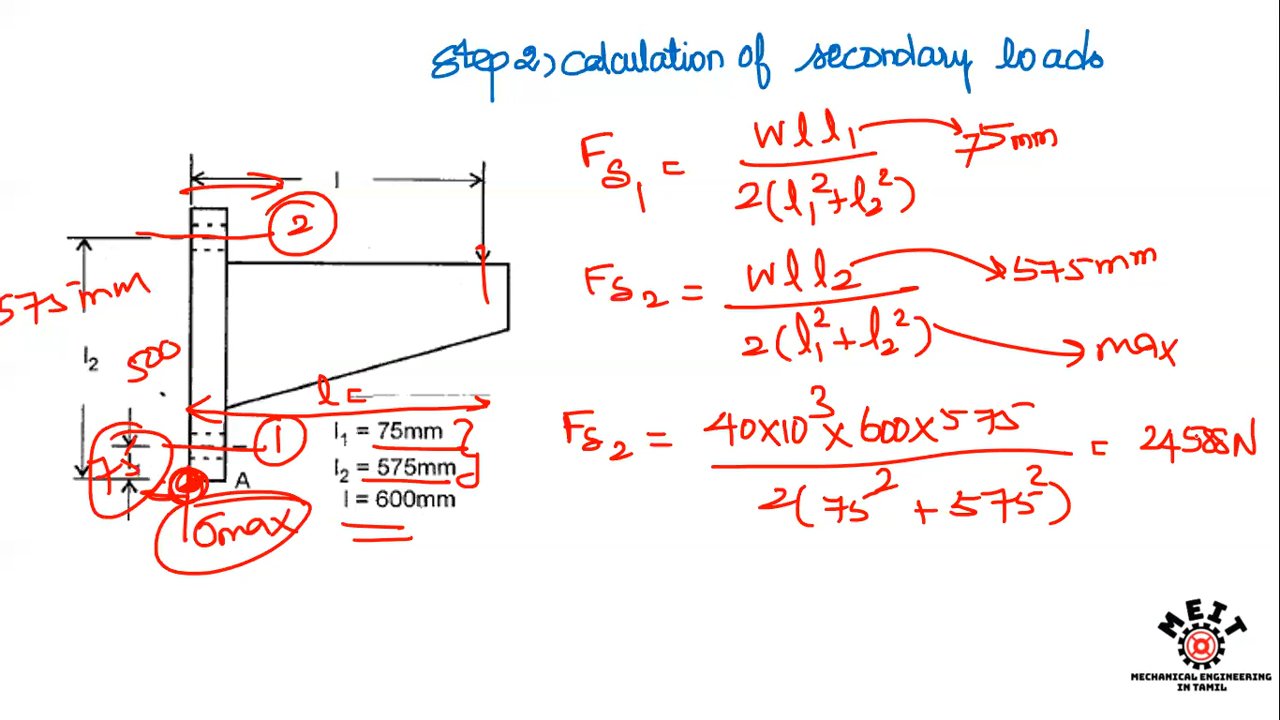 Step 2, calculation of secondary loads
Fs₁ = Wll₁ / 2(l₁²+l₂²) → 75mm
Fs₂ = Wll₂ / 2(l₁²+l₂²) → 575mm
→ max
Fs₂ = 40×10³×600×575 / 2(75²+575²) = 24588N
l
2
575mm
l₂
500
l =
1
75
A
σmax
l₁ = 75mm
l₂ = 575mm
l = 600mm
MEIT
MECHANICAL ENGINEERING
IN TAMIL